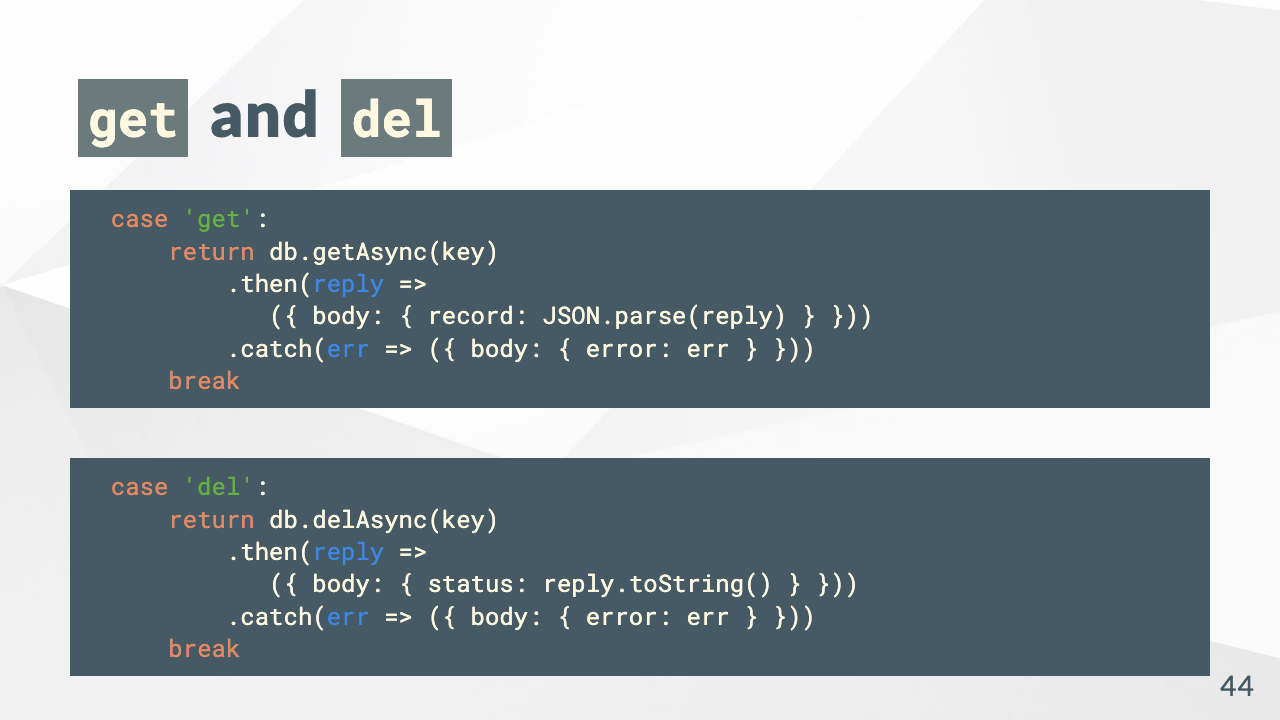 get and del
case 'get':
    return db.getAsync(key)
        .then(reply =>
           ({ body: { record: JSON.parse(reply) } }))
        .catch(err => ({ body: { error: err } }))
    break
case 'del':
    return db.delAsync(key)
        .then(reply =>
           ({ body: { status: reply.toString() } }))
        .catch(err => ({ body: { error: err } }))
    break
44